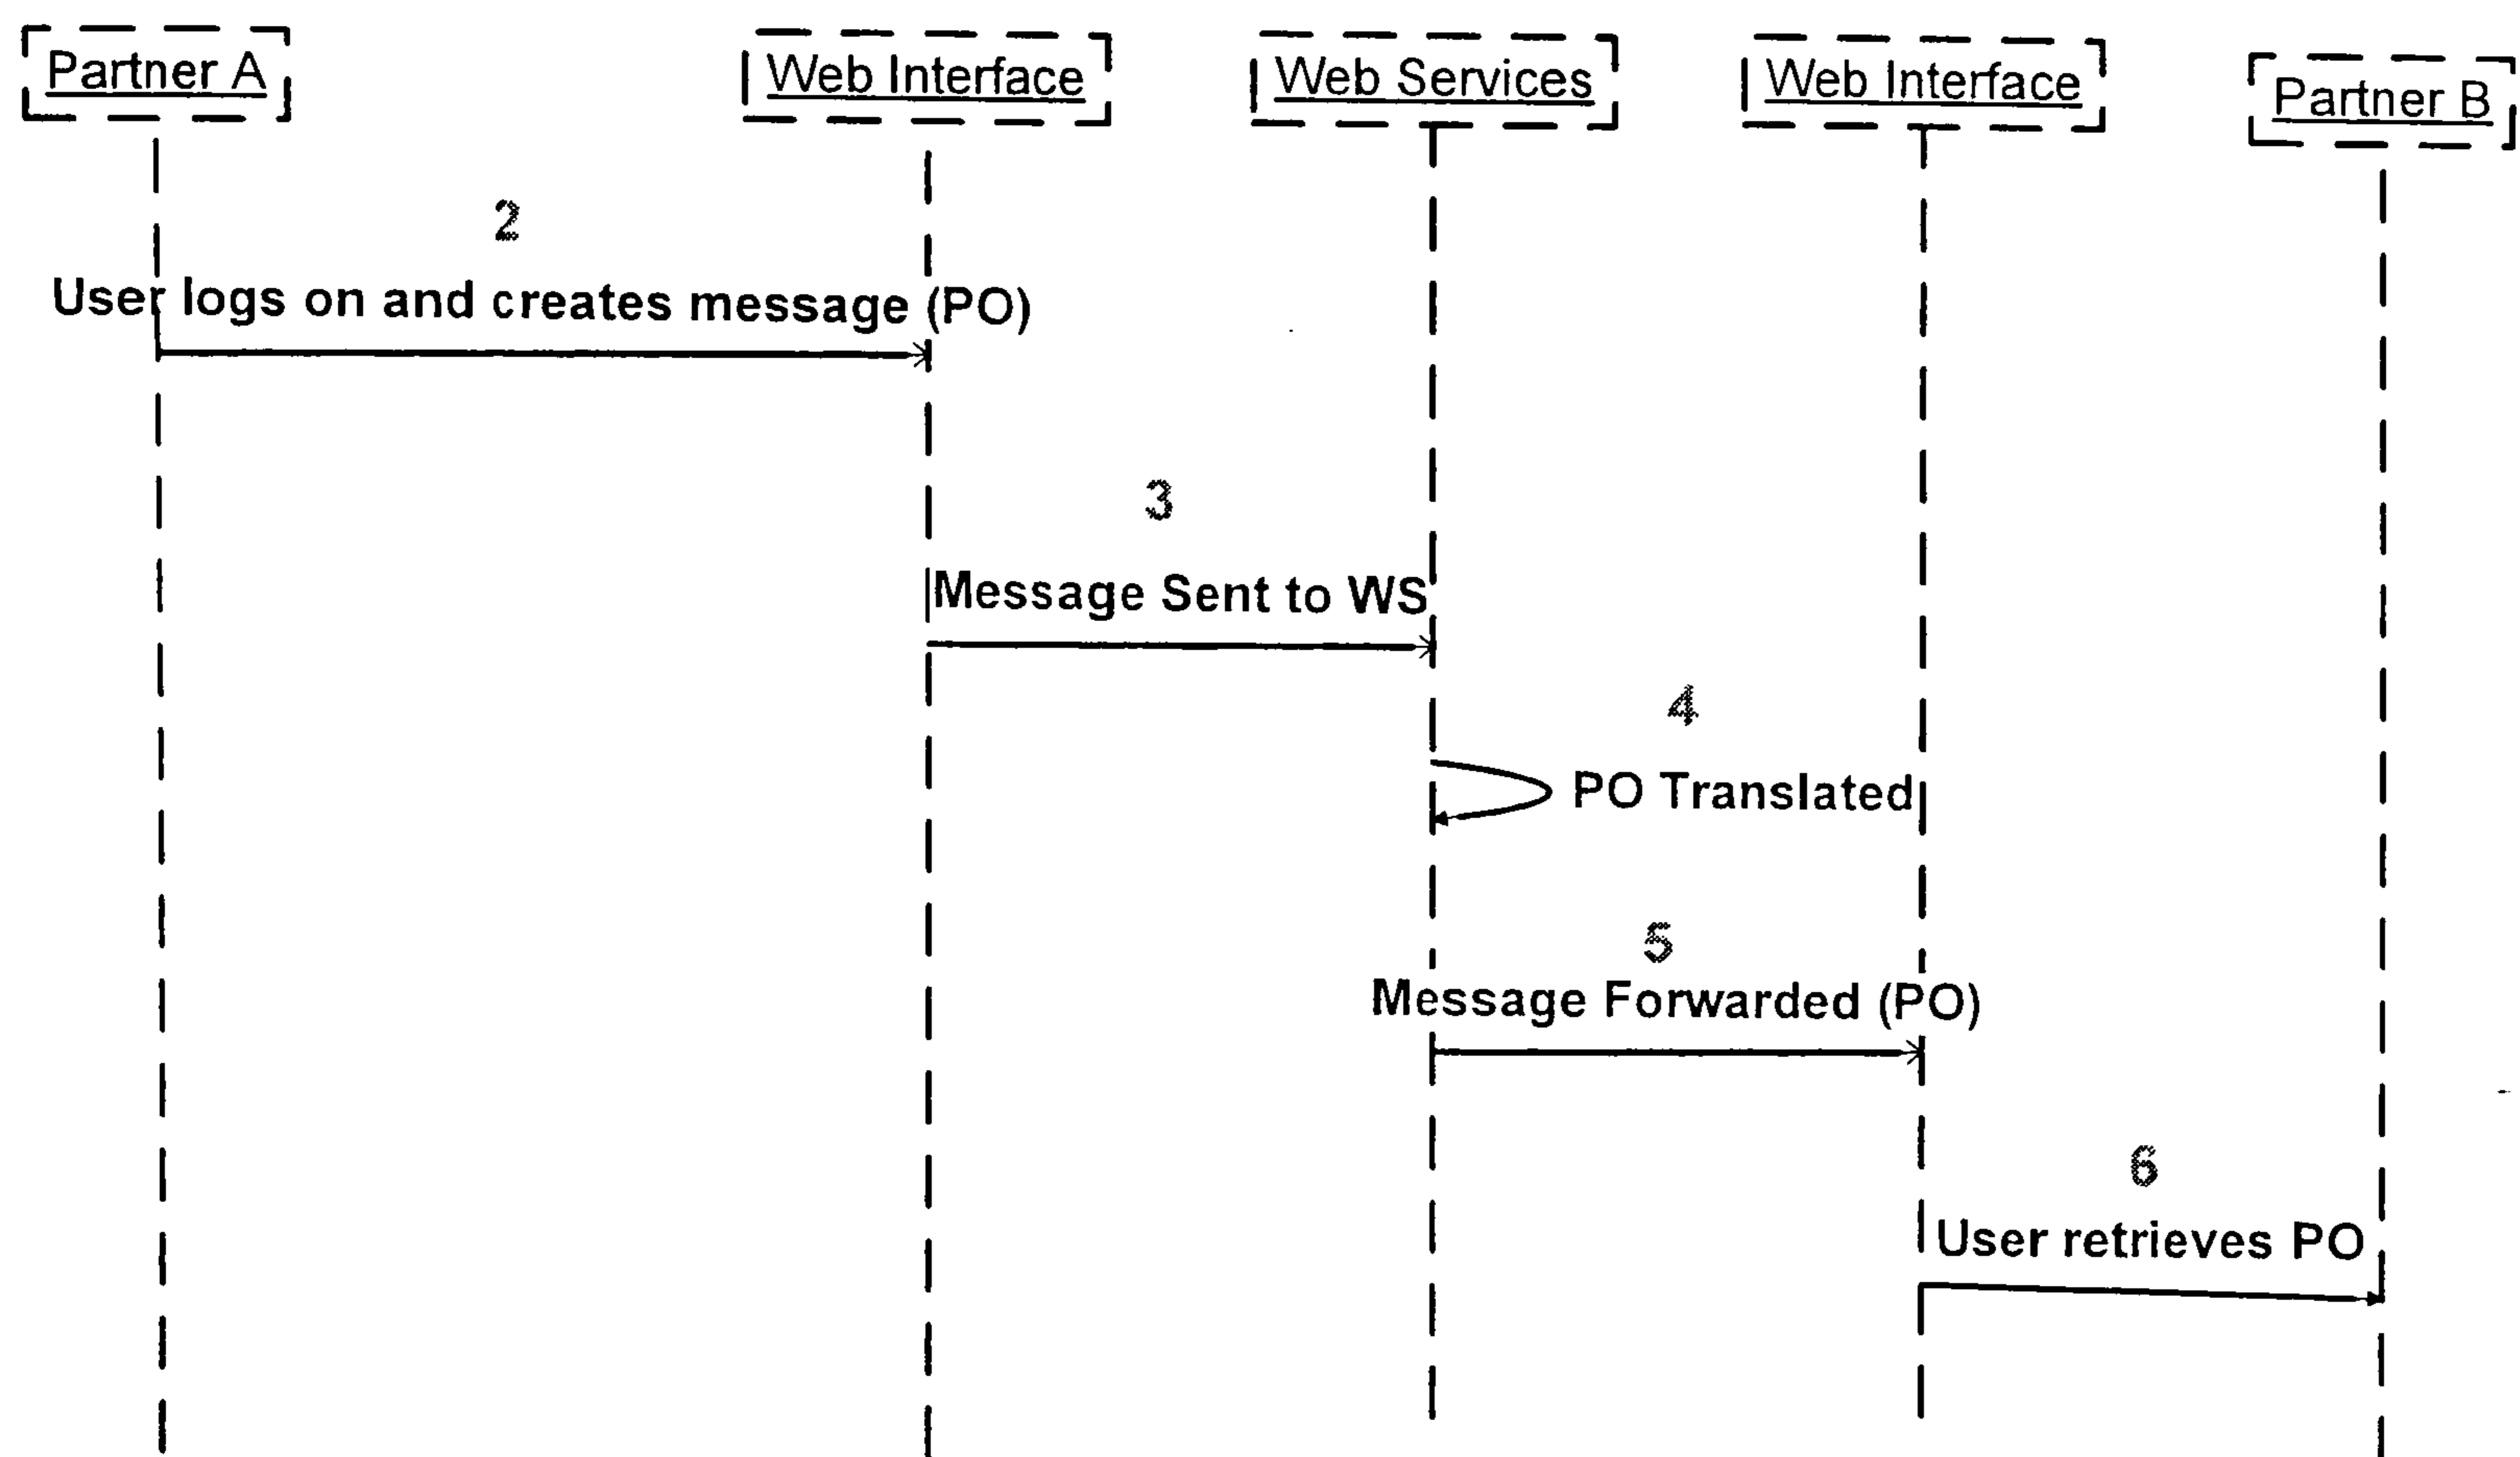 Partner A
Web Interface
Web Services
Web Interface
Partner B
2
User logs on and creates message (PO)
3
Message Sent to WS
4
PO Translated
5
Message Forwarded (PO)
6
User retrieves PO